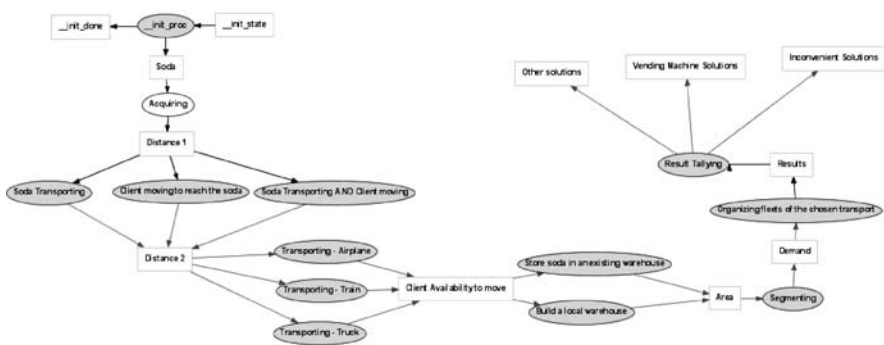 __init_done
__init_proc
__init_state
Soda
Acquiring
Distance 1
Soda Transporting
Client moving to reach the soda
Soda Transporting AND Client moving
Distance 2
Transporting - Airplane
Transporting - Train
Transporting - Truck
Client Availability to move
Store soda in an existing warehouse
Build a local warehouse
Area
Segmenting
Demand
Organizing fleets of the chosen transport
Results
Result Tallying
Other solutions
Vending Machine Solutions
Inconvenient Solutions